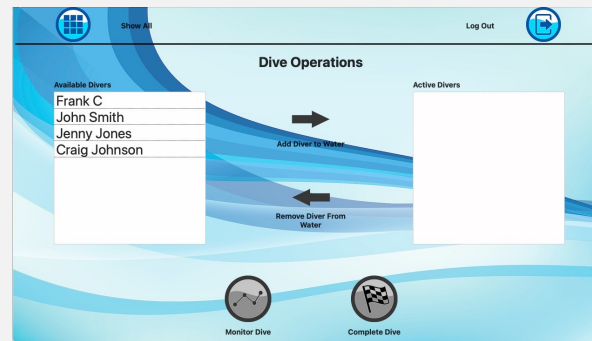 Show All
Log Out
Dive Operations
Available Divers
Active Divers
Frank C
John Smith
Jenny Jones
Craig Johnson
Add Diver to Water
Remove Diver From
Water
Monitor Dive
Complete Dive